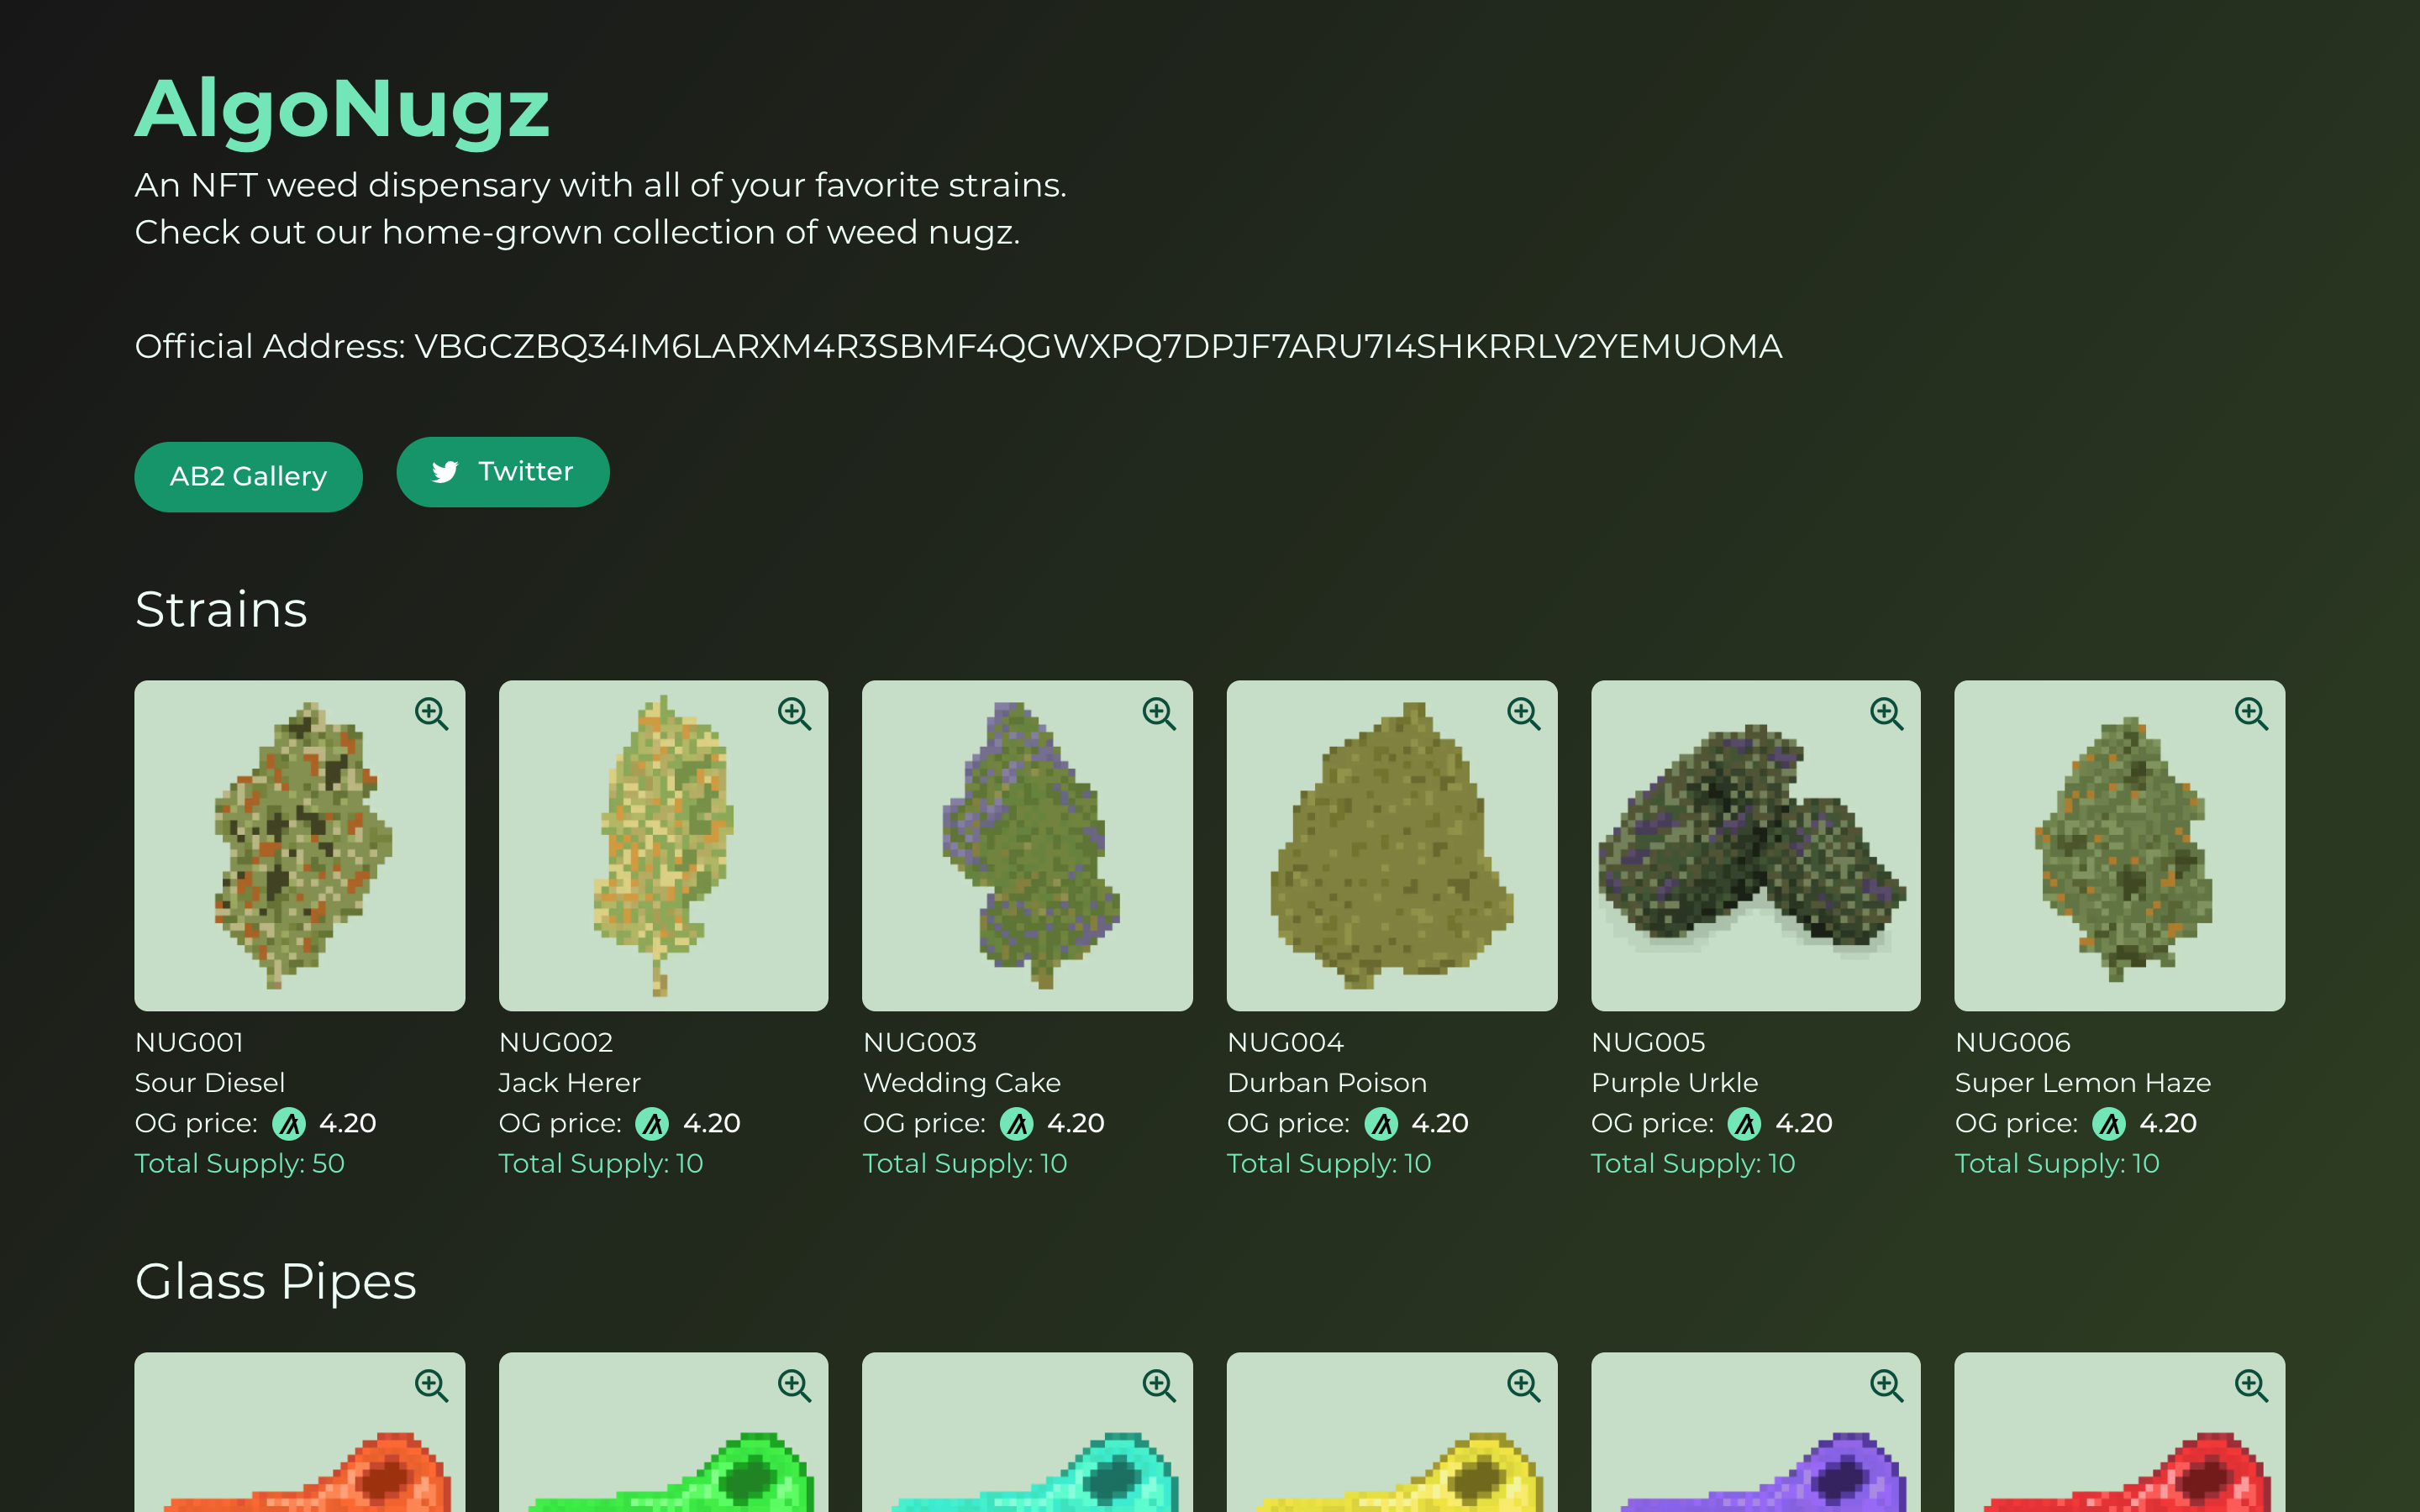 AlgoNugz
An NFT weed dispensary with all of your favorite strains.
Check out our home-grown collection of weed nugz.
Official Address: VBGCZBQ34IM6LARXM4R3SBMF4QGWXPQ7DPJF7ARU7I4SHKRRLV2YEMUOMA
AB2 Gallery
Twitter
Strains
NUG001
Sour Diesel
OG price: 4.20
Total Supply: 50
NUG002
Jack Herer
OG price: 4.20
Total Supply: 10
NUG003
Wedding Cake
OG price: 4.20
Total Supply: 10
NUG004
Durban Poison
OG price: 4.20
Total Supply: 10
NUG005
Purple Urkle
OG price: 4.20
Total Supply: 10
NUG006
Super Lemon Haze
OG price: 4.20
Total Supply: 10
Glass Pipes